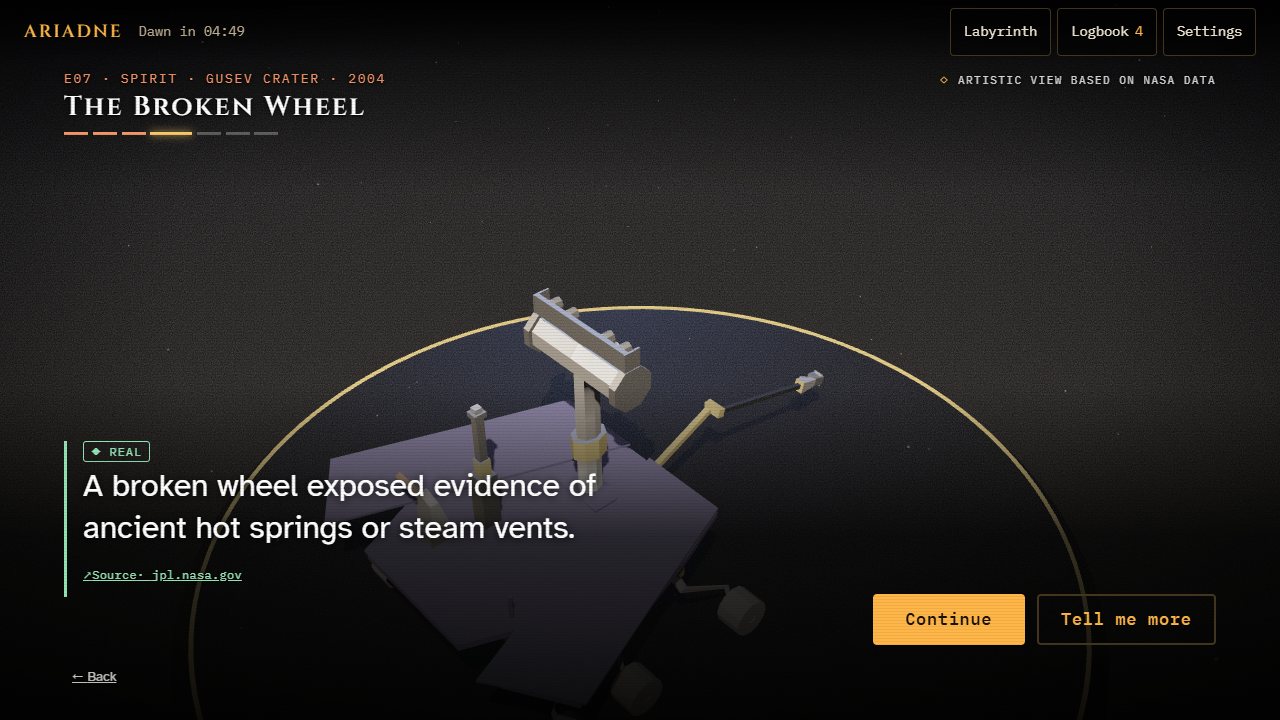 ARIADNE Dawn in 04:49
Labyrinth Logbook 4 Settings
E07 · SPIRIT · GUSEV CRATER · 2004
◇ ARTISTIC VIEW BASED ON NASA DATA
The Broken Wheel
◆ REAL
A broken wheel exposed evidence of
ancient hot springs or steam vents.
↗Source· jpl.nasa.gov
Continue Tell me more
← Back